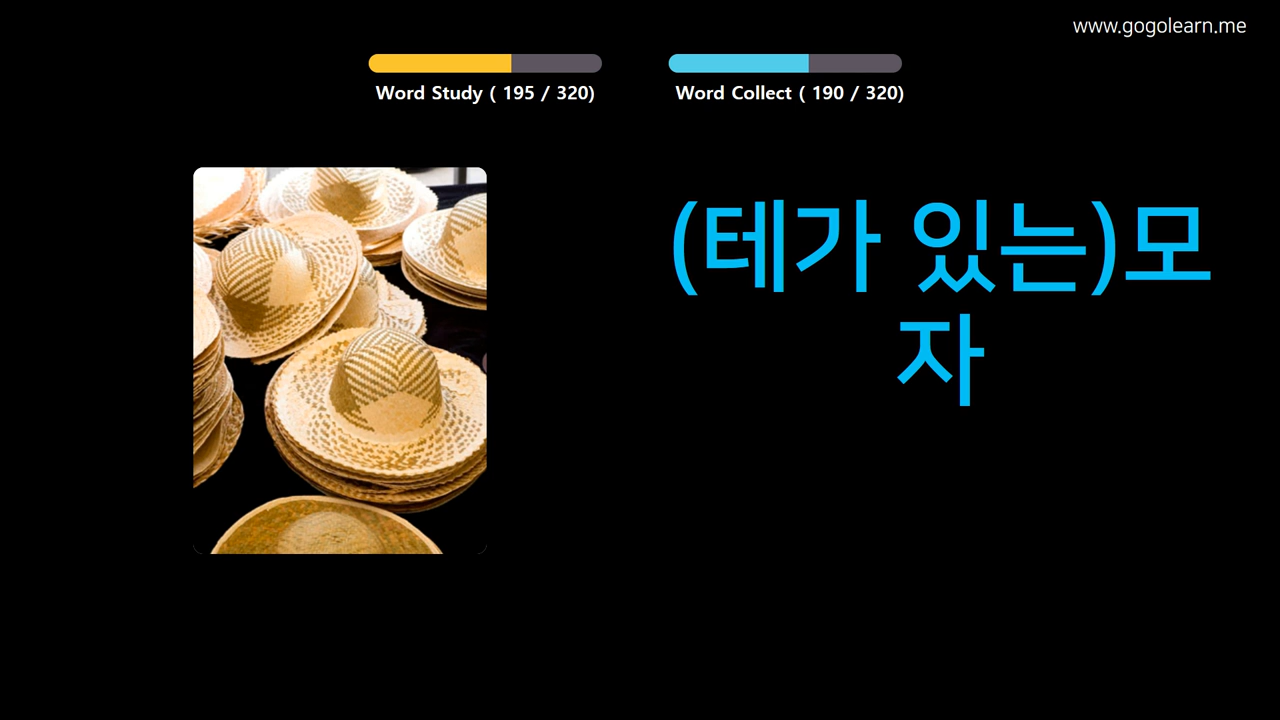 www.gogolearn.me
Word Study ( 195 / 320)
Word Collect ( 190 / 320)
(테가 있는)모
자